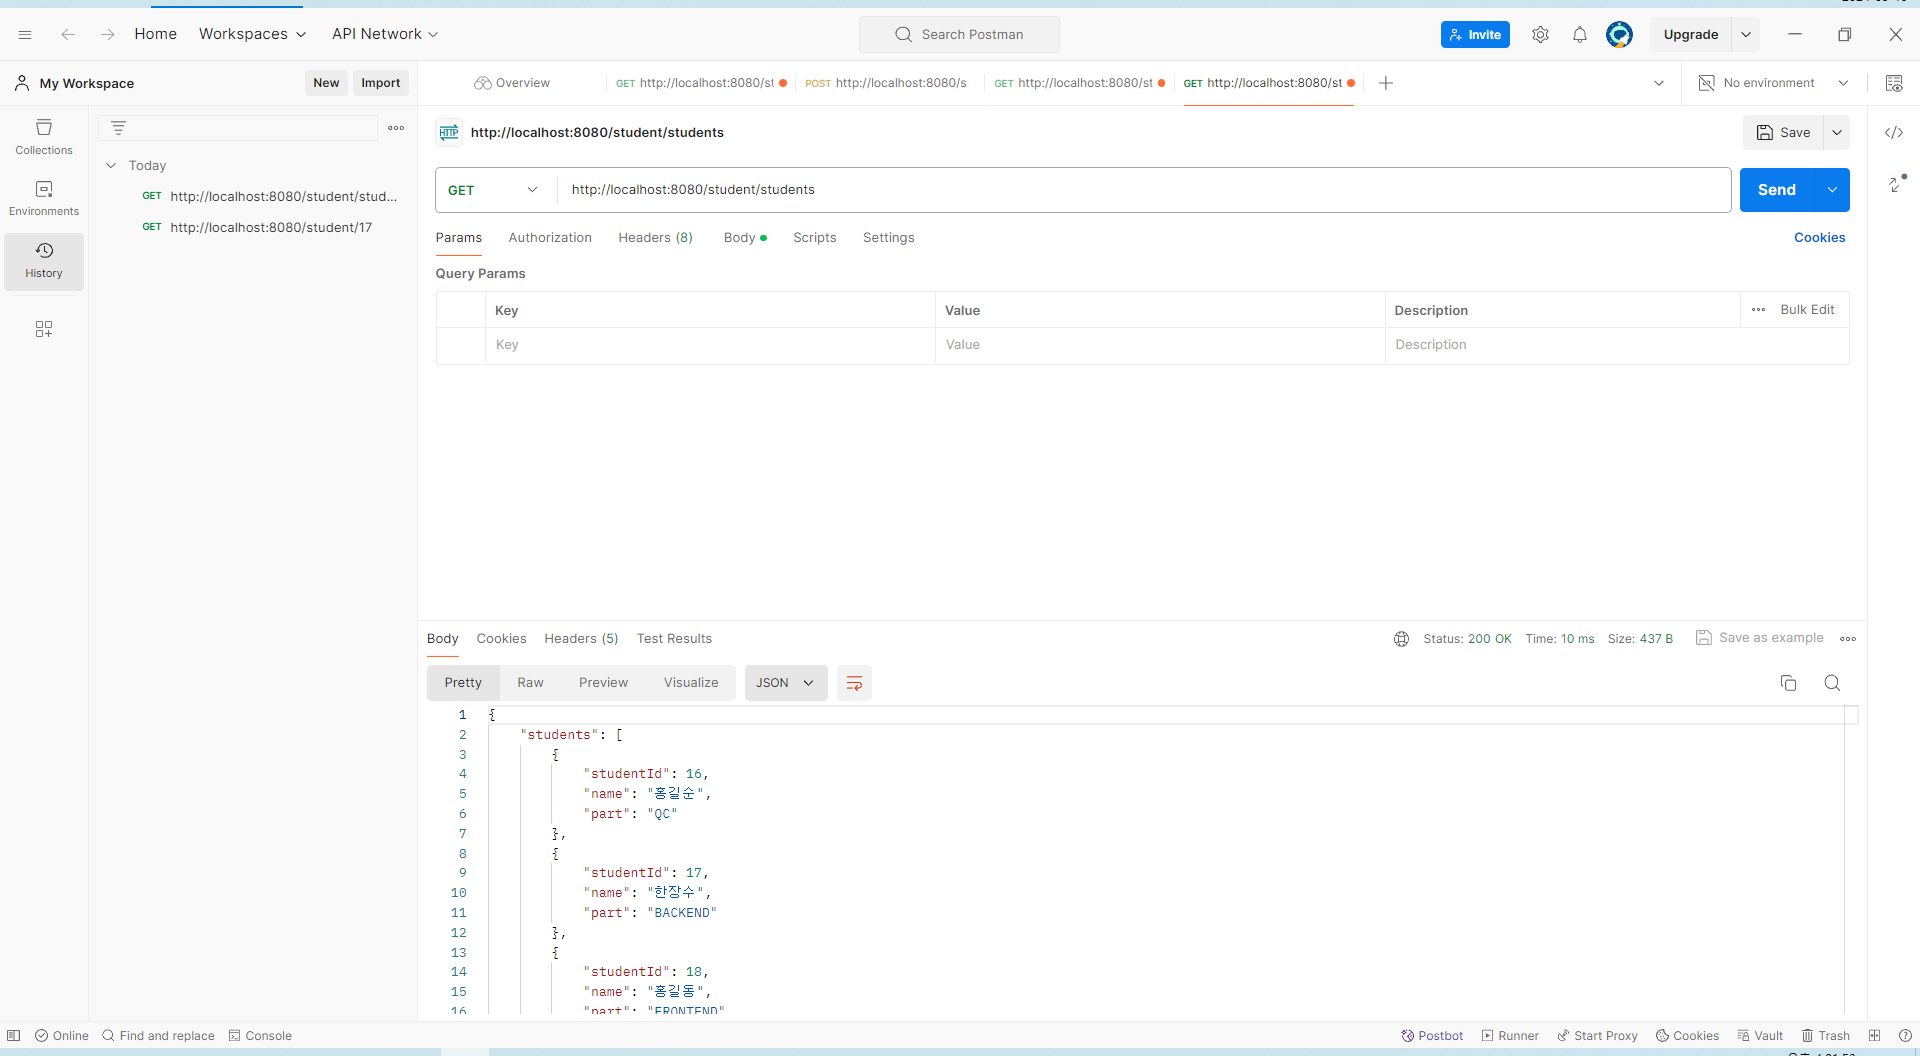 Home Workspaces API Network Search Postman Invite Upgrade
My Workspace New Import Overview GET http://localhost:8080/st POST http://localhost:8080/s GET http://localhost:8080/st GET http://localhost:8080/st No environment
Collections
Environments
History
Today
GET http://localhost:8080/student/stud...
GET http://localhost:8080/student/17
HTTP http://localhost:8080/student/students Save
GET http://localhost:8080/student/students Send
Params Authorization Headers (8) Body Scripts Settings Cookies
Query Params
Key Value Description Bulk Edit
Key Value Description
Body Cookies Headers (5) Test Results Status: 200 OK Time: 10 ms Size: 437 B Save as example
Pretty Raw Preview Visualize JSON
1 {
2 "students": [
3 {
4 "studentId": 16,
5 "name": "홍길순",
6 "part": "QC"
7 },
8 {
9 "studentId": 17,
10 "name": "한장수",
11 "part": "BACKEND"
12 },
13 {
14 "studentId": 18,
15 "name": "홍길동",
16 "part": "FRONTEND"
Online Find and replace Console Postbot Runner Start Proxy Cookies Vault Trash